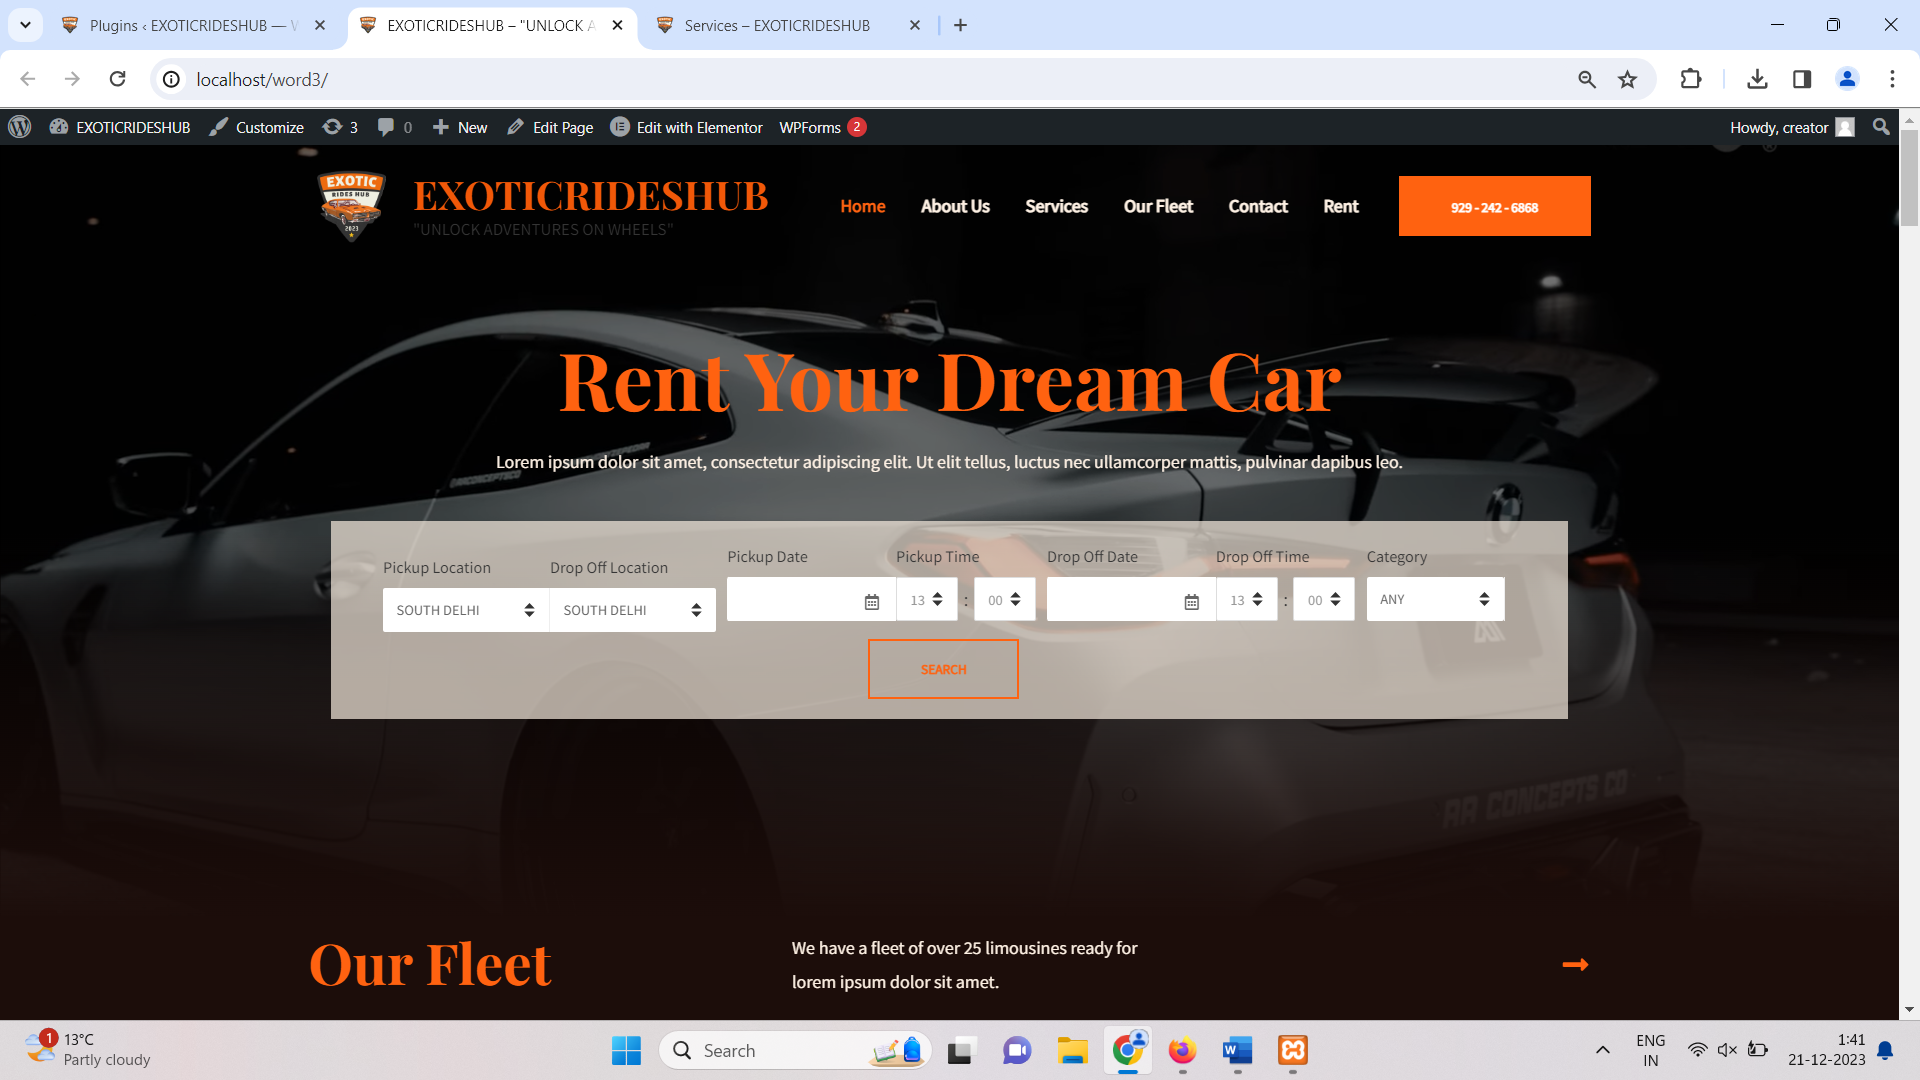 Plugins ‹ EXOTICRIDESHUB — W
EXOTICRIDESHUB – "UNLOCK A
Services – EXOTICRIDESHUB
localhost/word3/
EXOTICRIDESHUB
Customize
3
0
New
Edit Page
Edit with Elementor
WPForms 2
Howdy, creator
EXOTIC
RIDES HUB
2023
EXOTICRIDESHUB
"UNLOCK ADVENTURES ON WHEELS"
Home
About Us
Services
Our Fleet
Contact
Rent
929 - 242 - 6868
Rent Your Dream Car
Lorem ipsum dolor sit amet, consectetur adipiscing elit. Ut elit tellus, luctus nec ullamcorper mattis, pulvinar dapibus leo.
Pickup Location
Drop Off Location
Pickup Date
Pickup Time
Drop Off Date
Drop Off Time
Category
SOUTH DELHI
SOUTH DELHI
13 : 00
13 : 00
ANY
SEARCH
AR CONCEPTS CO
Our Fleet
We have a fleet of over 25 limousines ready for
lorem ipsum dolor sit amet.
1
13°C
Partly cloudy
Search
W
ENG
IN
1:41
21-12-2023